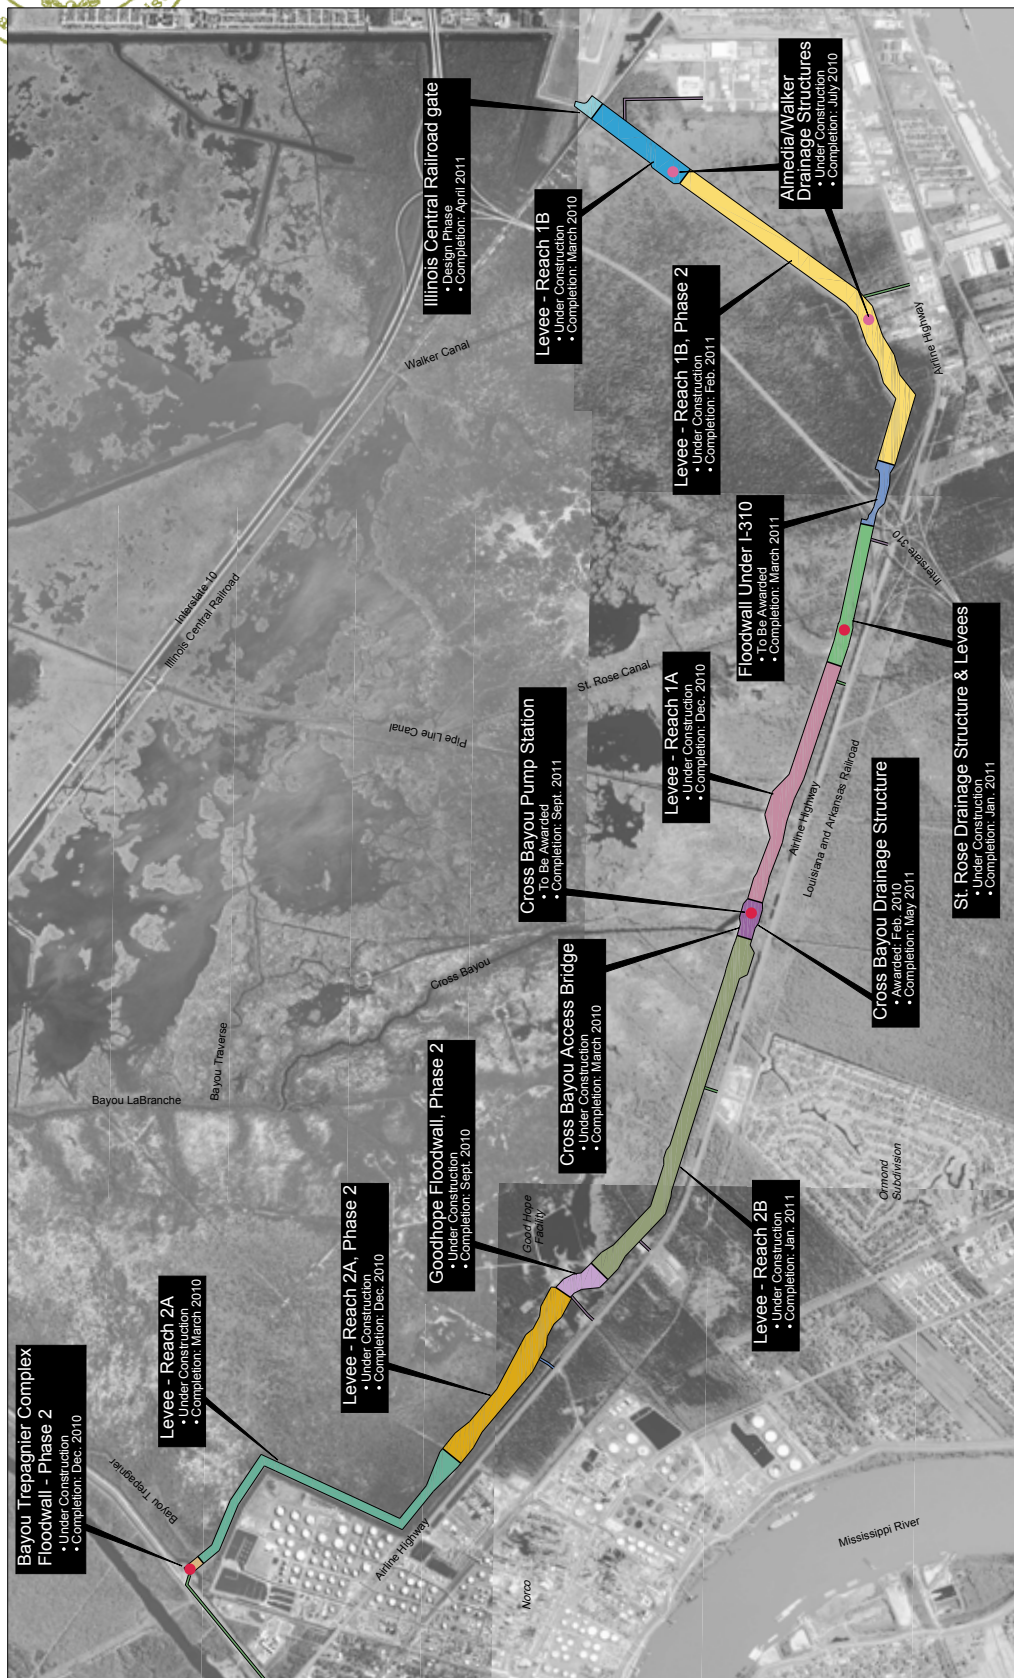 Bayou Trepagnier Complex
Floodwall - Phase 2
• Under Construction
• Completion: Dec. 2010
Levee - Reach 2A
• Under Construction
• Completion: March 2010
Levee - Reach 2A, Phase 2
• Under Construction
• Completion: Dec. 2010
Goodhope Floodwall, Phase 2
• Under Construction
• Completion: Sept. 2010
Cross Bayou Access Bridge
• Under Construction
• Completion: March 2010
Cross Bayou Pump Station
• To Be Awarded
• Completion: Sept. 2011
Levee - Reach 1A
• Under Construction
• Completion: Dec. 2010
Floodwall Under I-310
• To Be Awarded
• Completion: March 2011
Levee - Reach 1B, Phase 2
• Under Construction
• Completion: Feb. 2011
Levee - Reach 1B
• Under Construction
• Completion: March 2010
Illinois Central Railroad gate
• Design Phase
• Completion: April 2011
Almedia/Walker
Drainage Structures
• Under Construction
• Completion: July 2010
St. Rose Drainage Structure & Levees
• Under Construction
• Completion: Jan. 2011
Cross Bayou Drainage Structure
• Awarded: Feb. 2010
• Completion: May 2011
Levee - Reach 2B
• Under Construction
• Completion: Jan. 2011
Bayou Trepagnier
Bayou LaBranche
Bayou Traverse
Cross Bayou
Pipe Line Canal
St. Rose Canal
Interstate 10
Illinois Central Railroad
Walker Canal
Airline Highway
Interstate 310
Airline Highway
Louisiana and Arkansas Railroad
Good Hope
Facility
Ormond
Subdivision
Airline Highway
Norco
Mississippi River